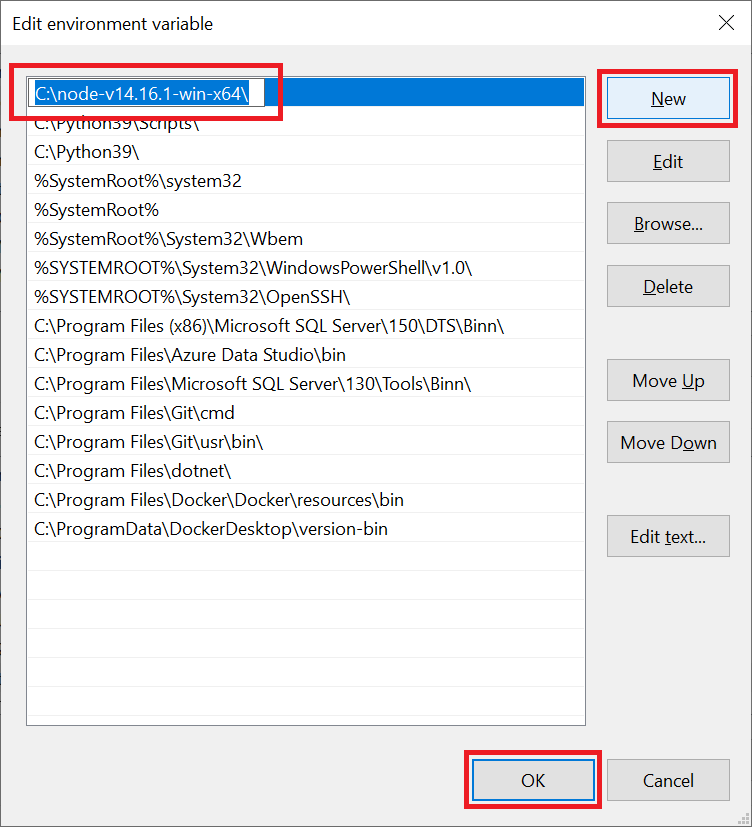 Edit environment variable
C:\node-v14.16.1-win-x64\
C:\Python39\Scripts\
C:\Python39\
%SystemRoot%\system32
%SystemRoot%
%SystemRoot%\System32\Wbem
%SYSTEMROOT%\System32\WindowsPowerShell\v1.0\
%SYSTEMROOT%\System32\OpenSSH\
C:\Program Files (x86)\Microsoft SQL Server\150\DTS\Binn\
C:\Program Files\Azure Data Studio\bin
C:\Program Files\Microsoft SQL Server\130\Tools\Binn\
C:\Program Files\Git\cmd
C:\Program Files\Git\usr\bin\
C:\Program Files\dotnet\
C:\Program Files\Docker\Docker\resources\bin
C:\ProgramData\DockerDesktop\version-bin
New
Edit
Browse...
Delete
Move Up
Move Down
Edit text...
OK
Cancel